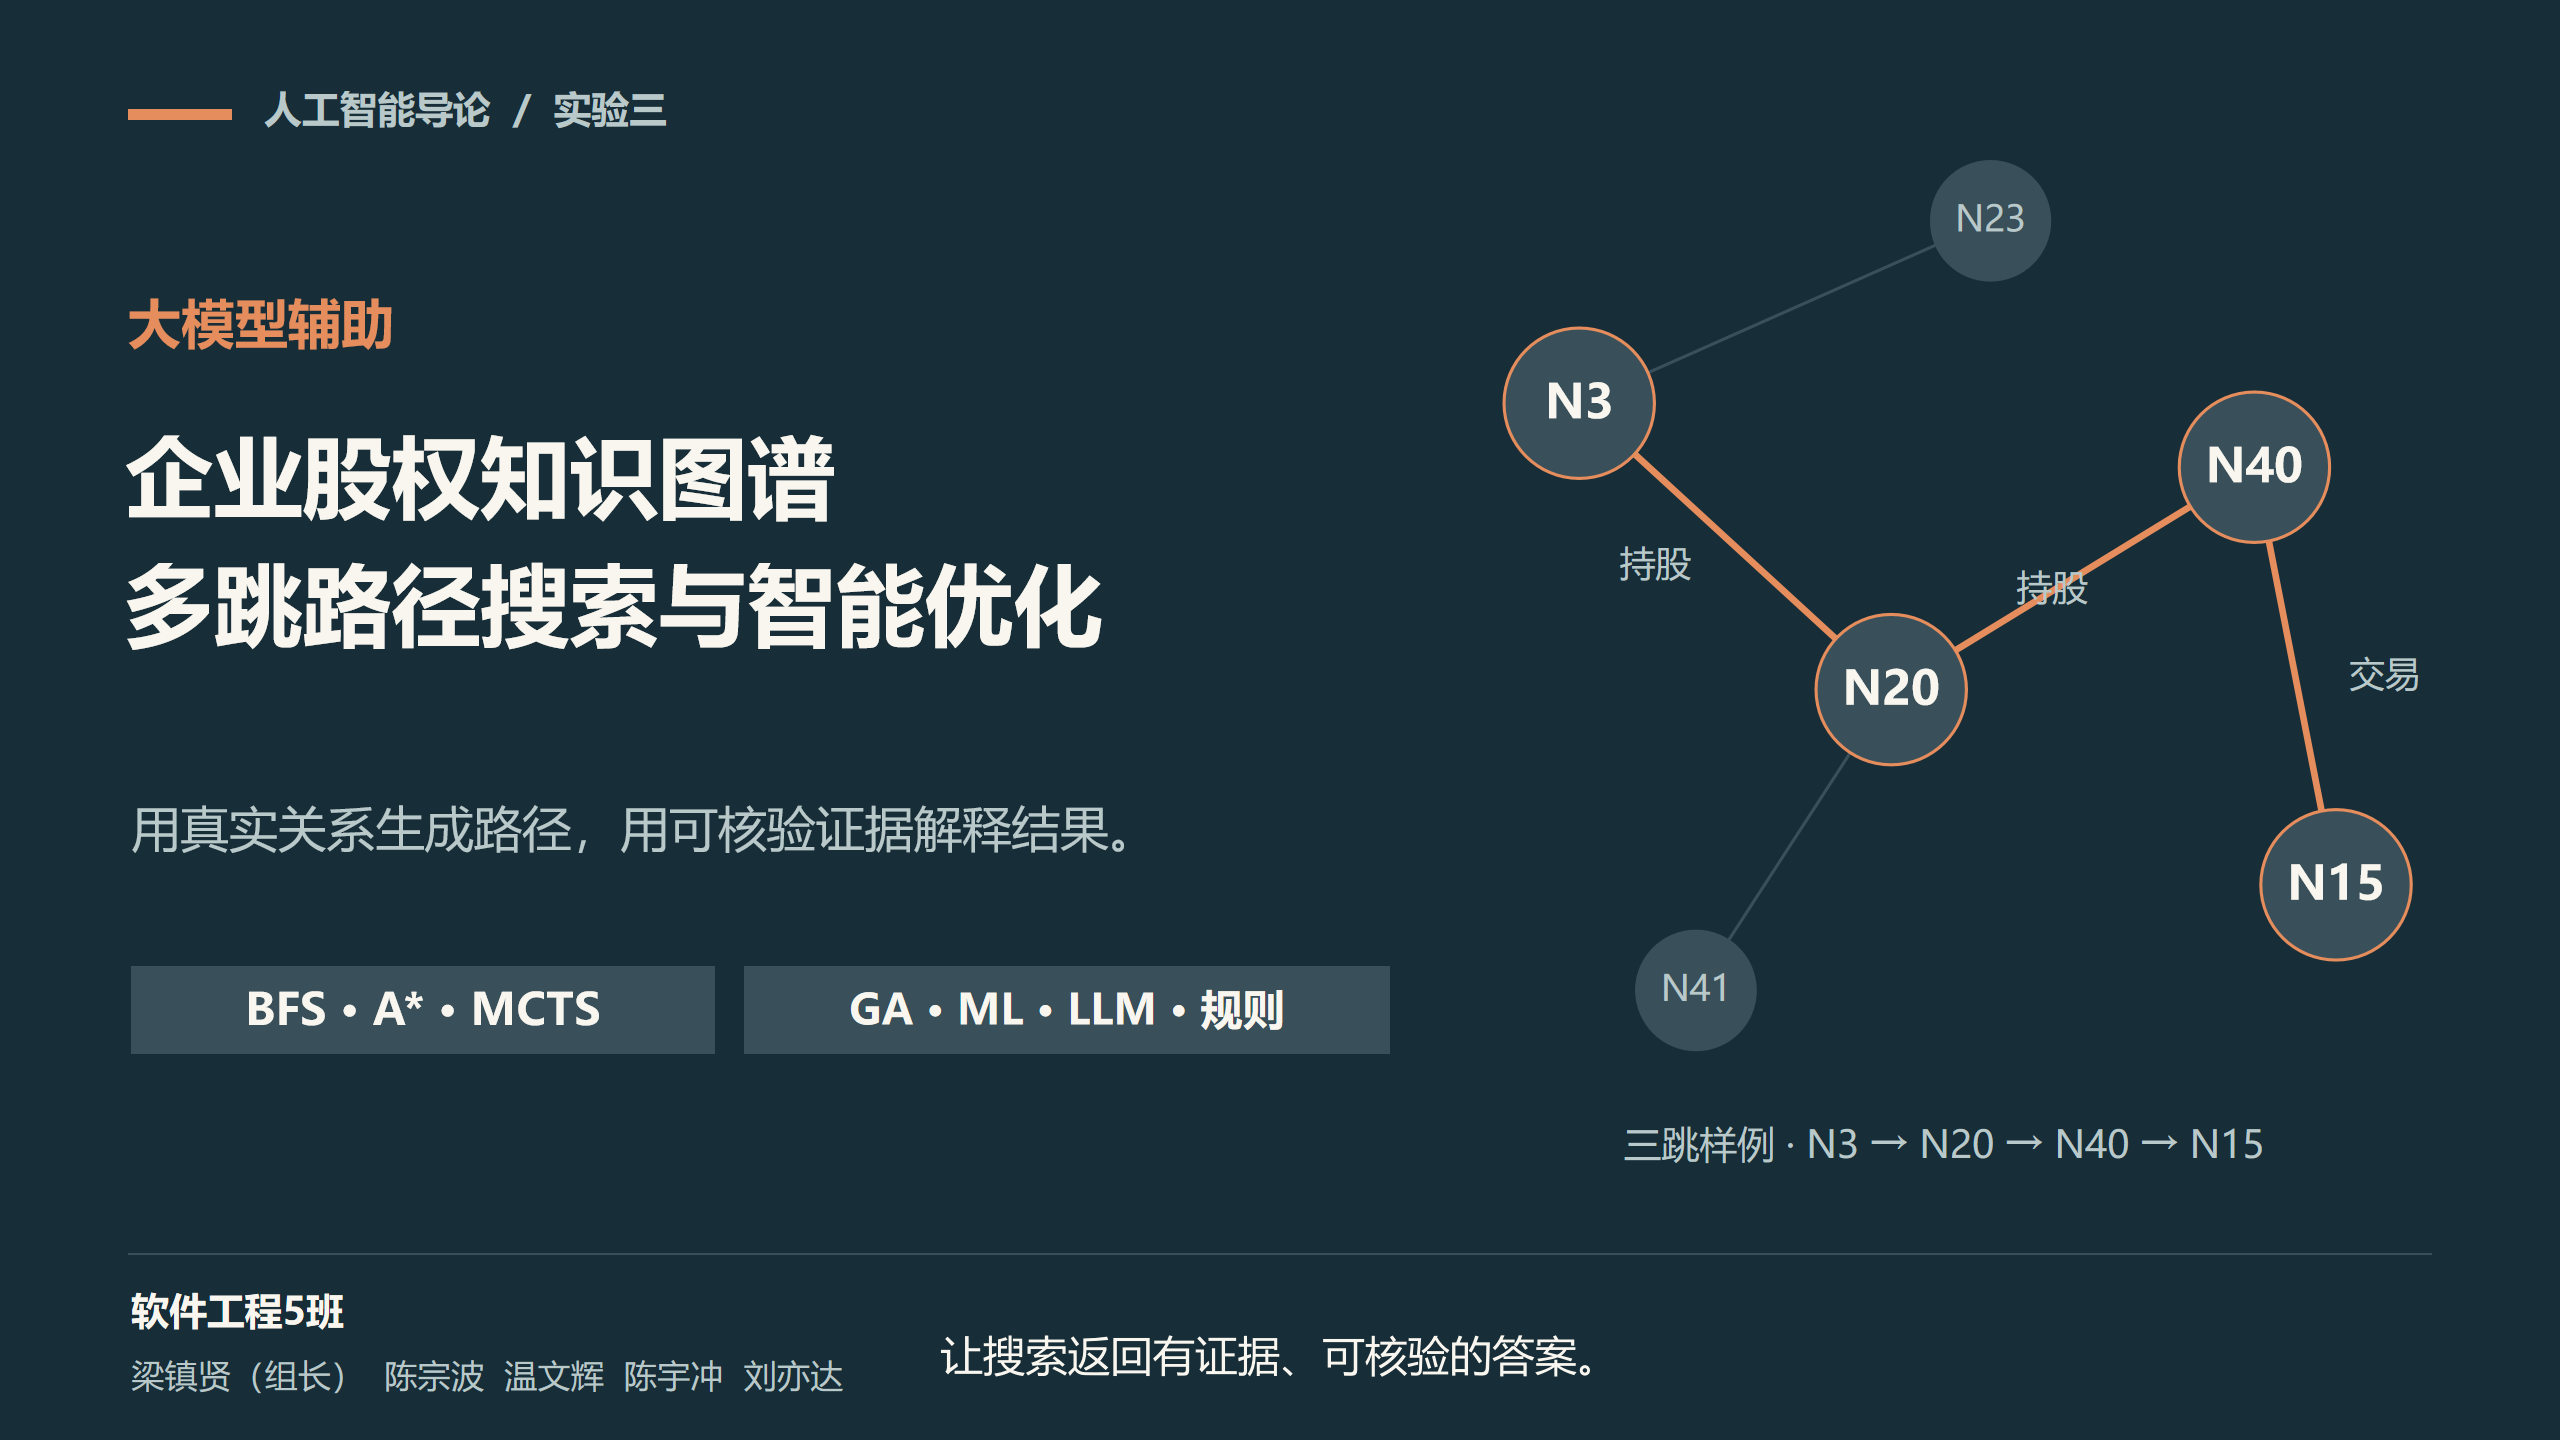 人工智能导论 / 实验三
大模型辅助
企业股权知识图谱
多跳路径搜索与智能优化
用真实关系生成路径，用可核验证据解释结果。
BFS • A* • MCTS
GA • ML • LLM • 规则
N23
N3
N40
持股
持股
N20
交易
N15
N41
三跳样例 · N3 → N20 → N40 → N15
软件工程5班
梁镇贤（组长） 陈宗波 温文辉 陈宇冲 刘亦达
让搜索返回有证据、可核验的答案。